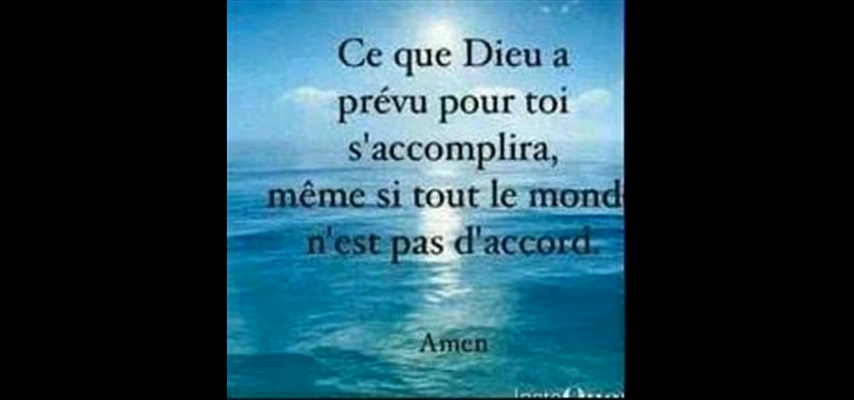 Ce que Dieu a
prévu pour toi
s'accomplira,
même si tout le mond
n'est pas d'accord.
Amen